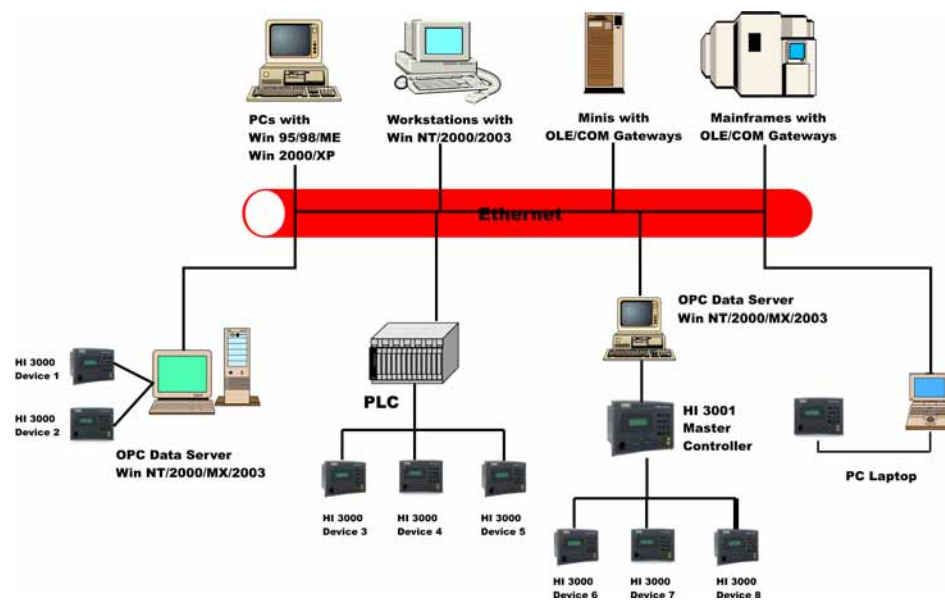 PCs with
Win 95/98/ME
Win 2000/XP
Workstations with
Win NT/2000/2003
Minis with
OLE/COM Gateways
Mainframes with
OLE/COM Gateways
Ethernet
OPC Data Server
Win NT/2000/MX/2003
HI 3000
Device 1
HI 3000
Device 2
OPC Data Server
Win NT/2000/MX/2003
PLC
HI 3001
Master
Controller
PC Laptop
HI 3000
Device 3
HI 3000
Device 4
HI 3000
Device 5
HI 3000
Device 6
HI 3000
Device 7
HI 3000
Device 8